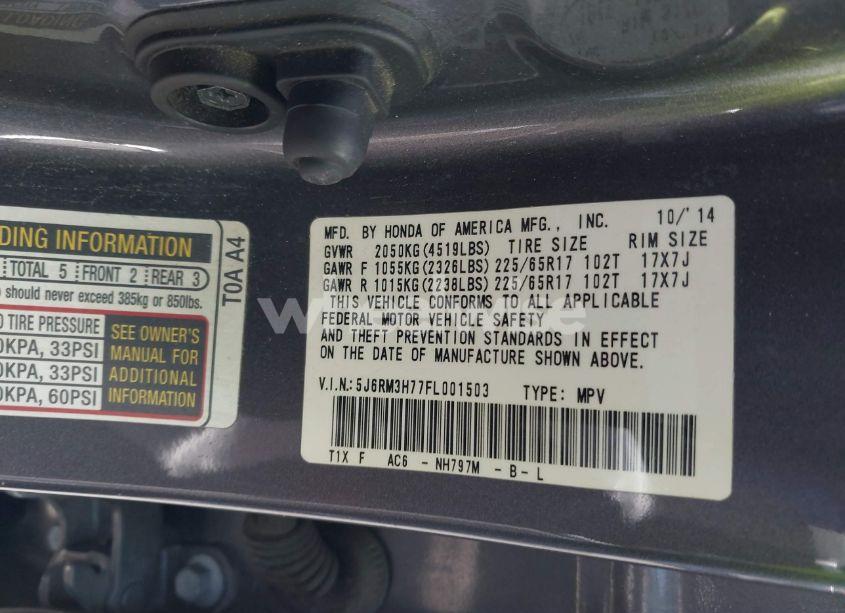 DING INFORMATION
TOTAL 5 FRONT 2 REAR 3
should never exceed 385kg or 850lbs.
TIRE PRESSURE
0KPA, 33PSI
0KPA, 33PSI
0KPA, 60PSI
SEE OWNER'S
MANUAL FOR
ADDITIONAL
INFORMATION
T0A A4
MFD. BY HONDA OF AMERICA MFG., INC. 10/'14
GVWR 2050KG(4519LBS) TIRE SIZE RIM SIZE
GAWR F 1055KG(2326LBS) 225/65R17 102T 17X7J
GAWR R 1015KG(2238LBS) 225/65R17 102T 17X7J
THIS VEHICLE CONFORMS TO ALL APPLICABLE
FEDERAL MOTOR VEHICLE SAFETY
AND THEFT PREVENTION STANDARDS IN EFFECT
ON THE DATE OF MANUFACTURE SHOWN ABOVE.
V.I.N.: 5J6RM3H77FL001503 TYPE: MPV
T1X F AC6 - NH797M - B - L